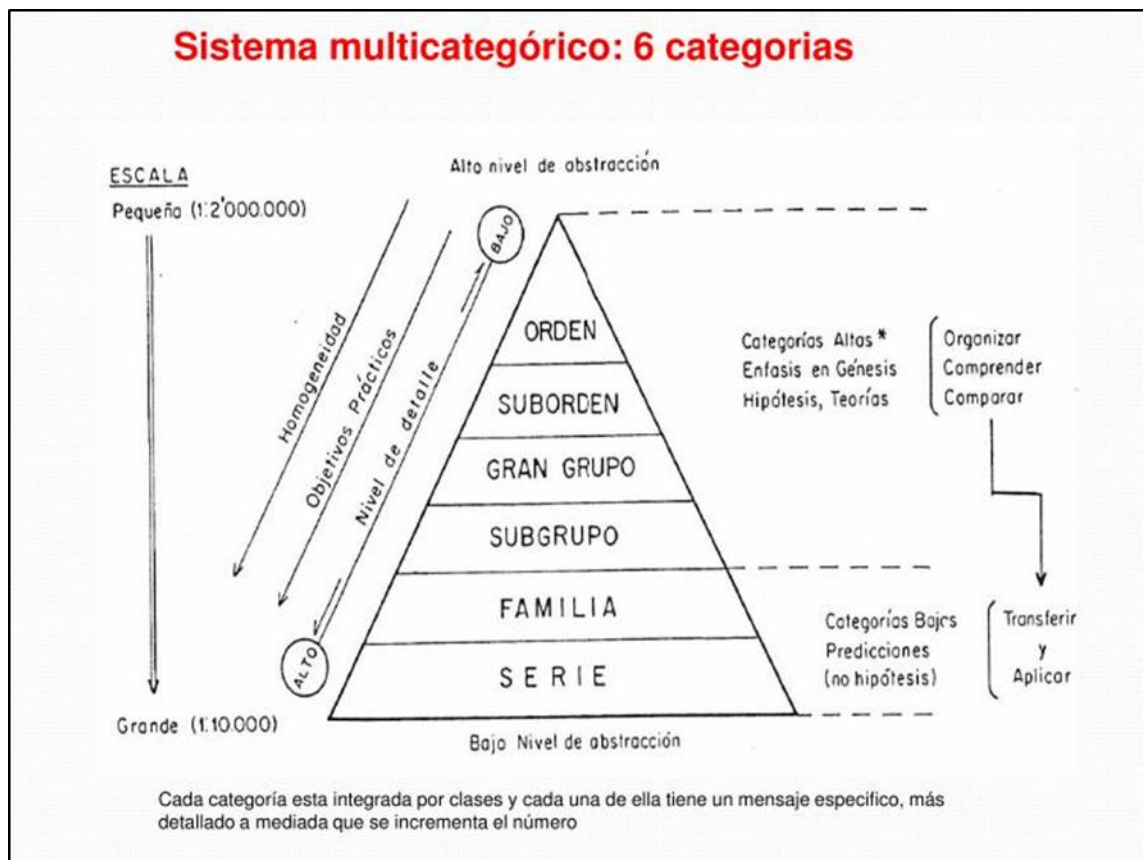 Sistema multicategórico: 6 categorias
Alto nivel de abstracción
ESCALA
Pequeña (1:2'000.000)
BAJO
Homogeneidad
Objetivos Prácticos
Nivel de detalle
ALTO
ORDEN
SUBORDEN
GRAN GRUPO
SUBGRUPO
FAMILIA
SERIE
Categorías Altas *
Enfasis en Génesis
Hipótesis, Teorías
Organizar
Comprender
Comparar
Categorías Bajas
Predicciones
(no hipótesis)
Transferir
y
Aplicar
Grande (1:10.000)
Bajo Nivel de abstracción
Cada categoría esta integrada por clases y cada una de ella tiene un mensaje especifico, más
detallado a mediada que se incrementa el número